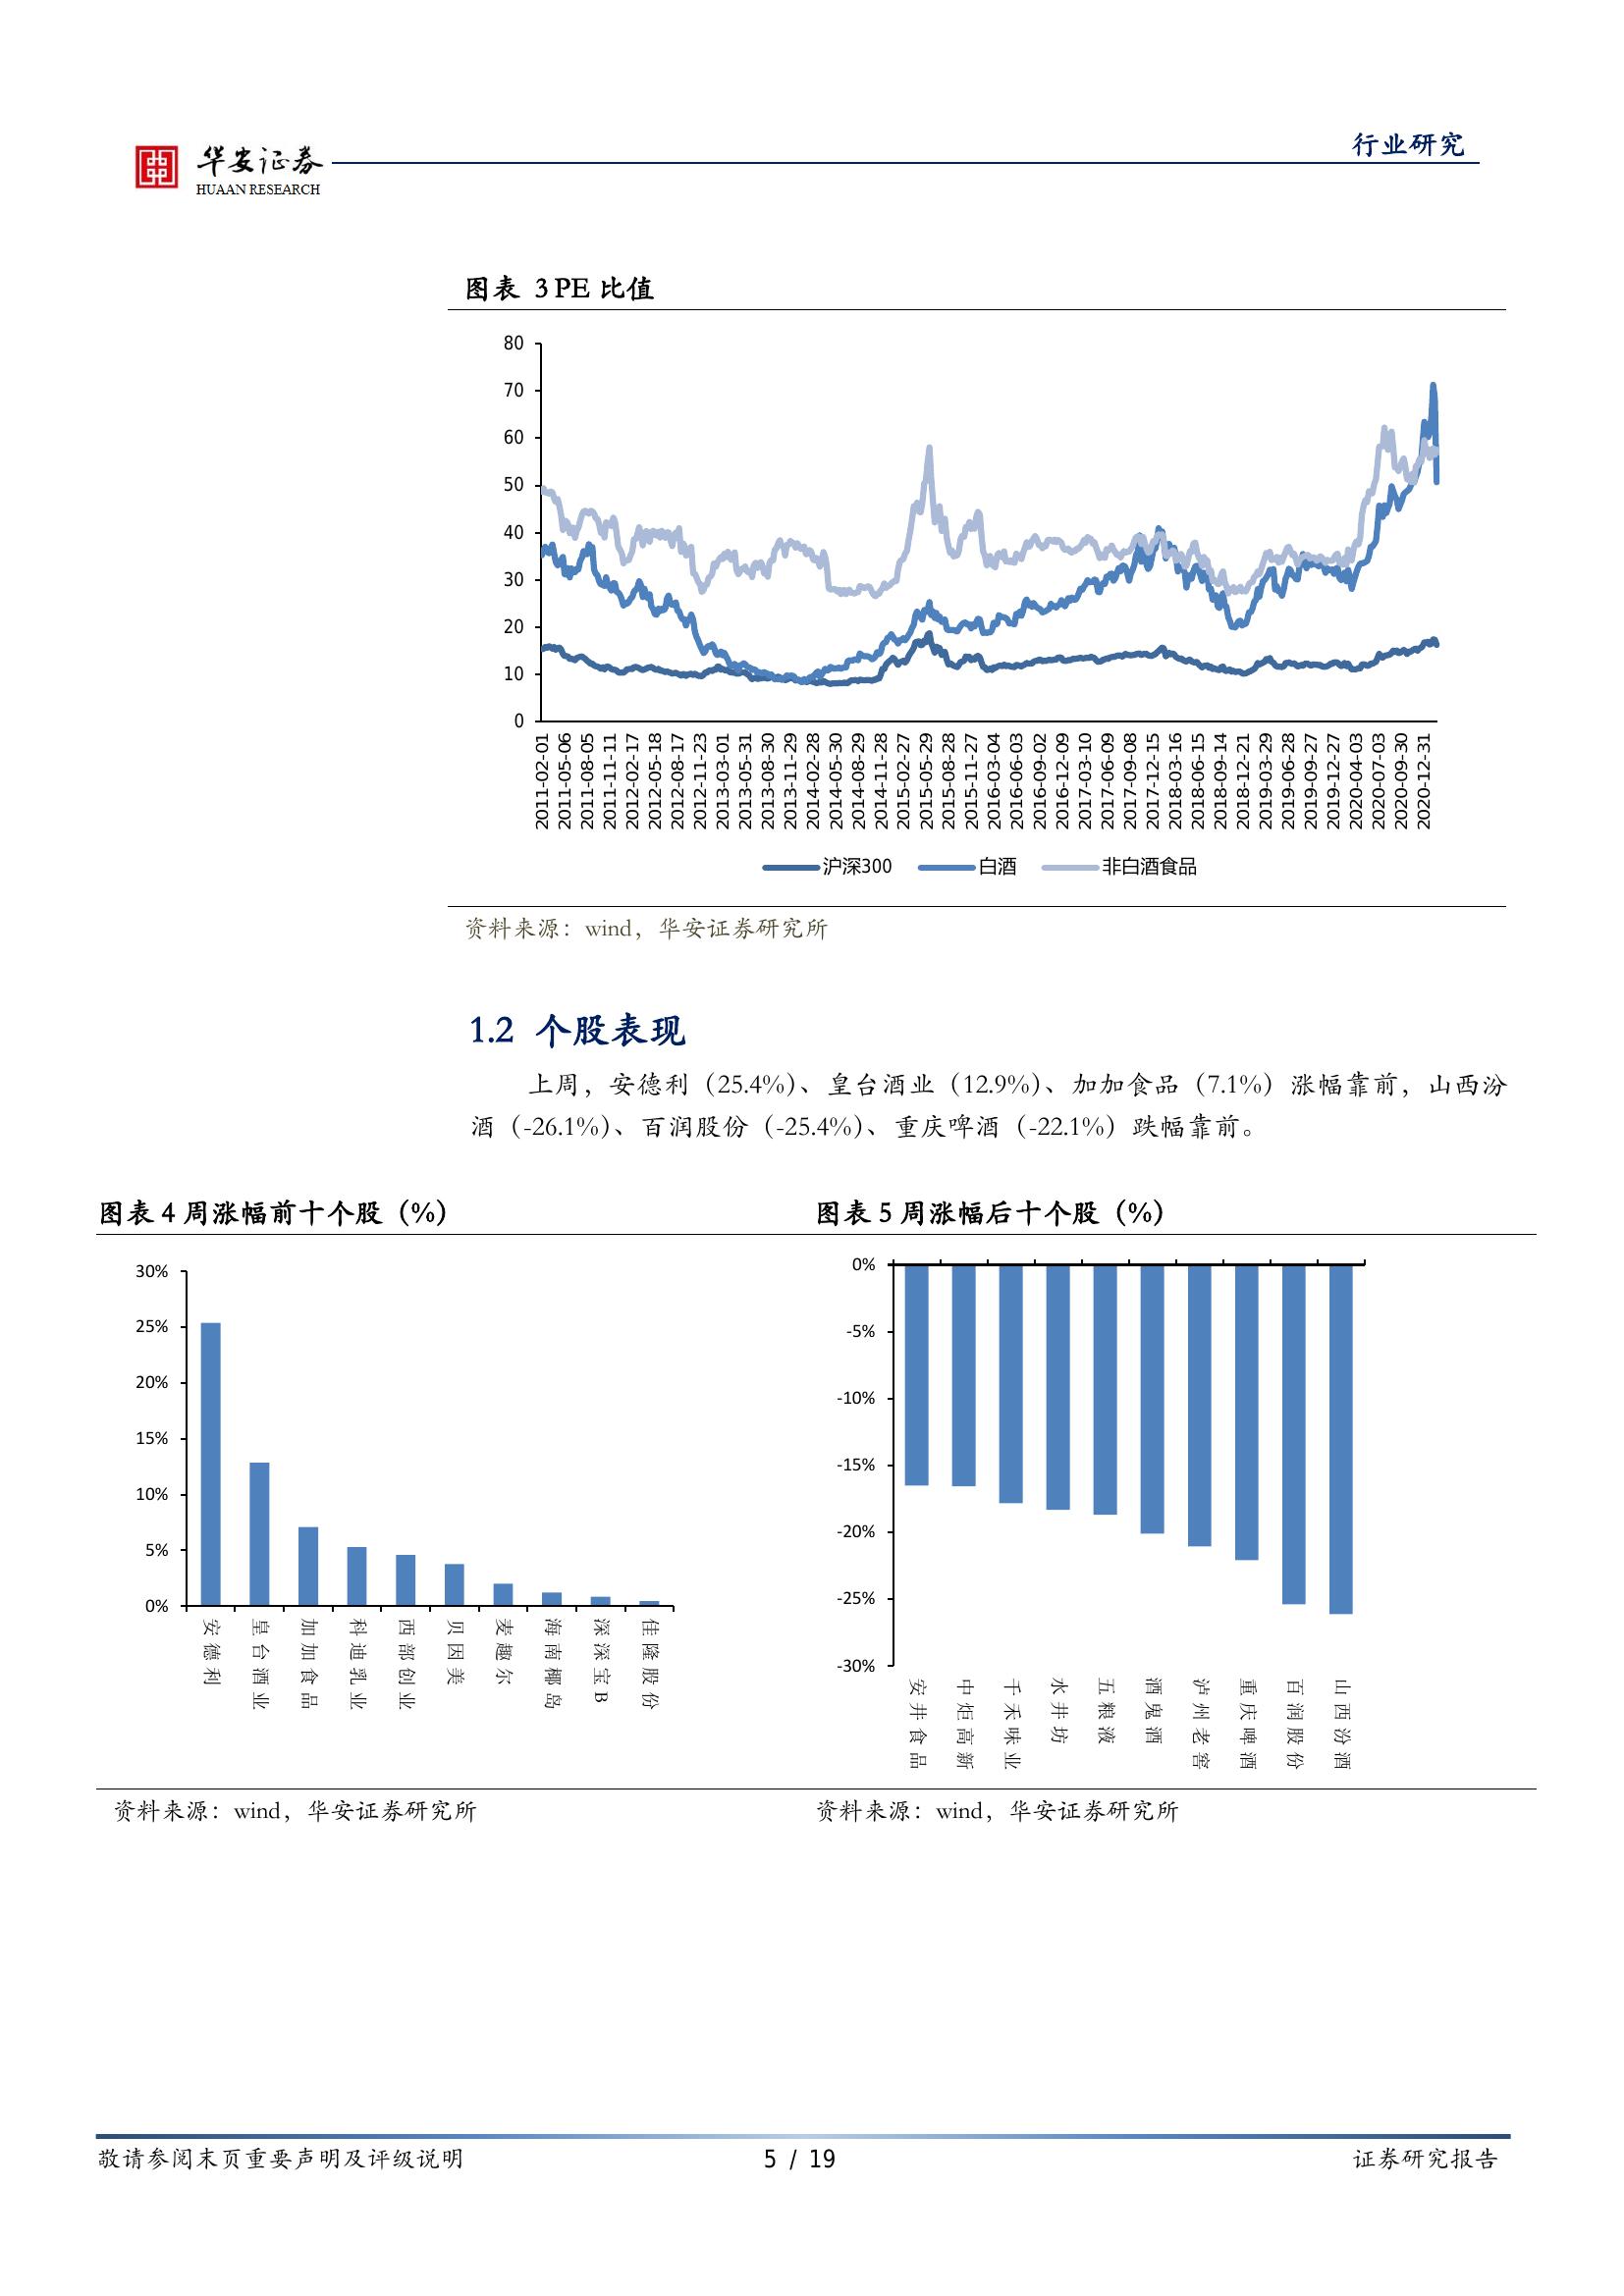 行业研究
华安证券
HUAAN RESEARCH
图表 3 PE 比值
80
70
60
50
40
30
20
10
0
2011-02-01
2011-05-06
2011-08-05
2011-11-11
2012-02-17
2012-05-18
2012-08-17
2012-11-23
2013-03-01
2013-05-31
2013-08-30
2013-11-29
2014-02-28
2014-05-30
2014-08-29
2014-11-28
2015-02-27
2015-05-29
2015-08-28
2015-11-27
2016-03-04
2016-06-03
2016-09-02
2016-12-09
2017-03-10
2017-06-09
2017-09-08
2017-12-15
2018-03-16
2018-06-15
2018-09-14
2018-12-21
2019-03-29
2019-06-28
2019-09-27
2019-12-27
2020-04-03
2020-07-03
2020-09-30
2020-12-31
沪深300 白酒 非白酒食品
资料来源：wind，华安证券研究所
1.2 个股表现
上周，安德利（25.4%）、皇台酒业（12.9%）、加加食品（7.1%）涨幅靠前，山西汾
酒（-26.1%）、百润股份（-25.4%）、重庆啤酒（-22.1%）跌幅靠前。
图表 4 周涨幅前十个股（%）
30%
25%
20%
15%
10%
5%
0%
安德利
皇台酒业
加加食品
科迪乳业
西部创业
贝因美
麦趣尔
海南椰岛
深深宝B
佳隆股份
资料来源：wind，华安证券研究所
图表 5 周涨幅后十个股（%）
0%
-5%
-10%
-15%
-20%
-25%
-30%
安井食品
中炬高新
千禾味业
水井坊
五粮液
酒鬼酒
泸州老窖
重庆啤酒
百润股份
山西汾酒
资料来源：wind，华安证券研究所
敬请参阅末页重要声明及评级说明
5 / 19
证券研究报告